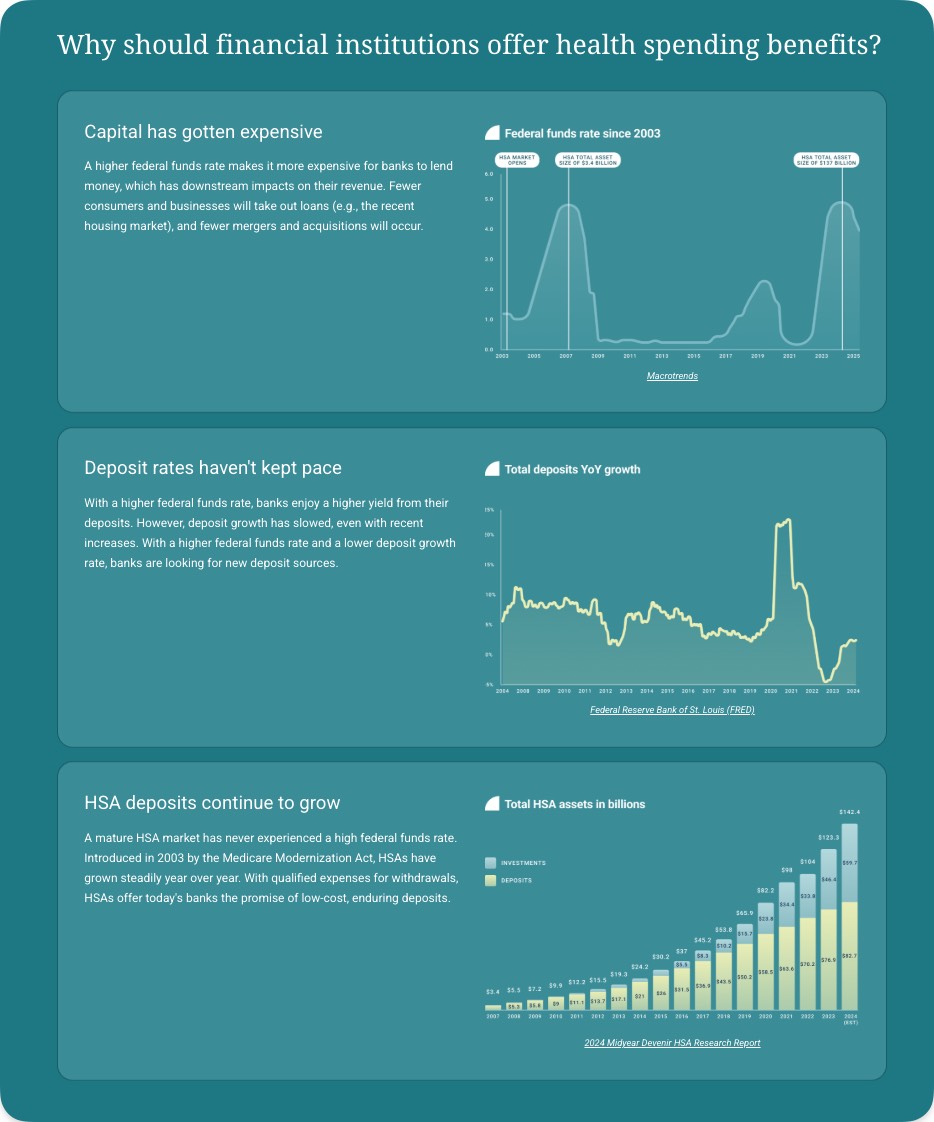 Why should financial institutions offer health spending benefits?
Capital has gotten expensive
A higher federal funds rate makes it more expensive for banks to lend
money, which has downstream impacts on their revenue. Fewer
consumers and businesses will take out loans (e.g., the recent
housing market), and fewer mergers and acquisitions will occur.
Federal funds rate since 2003
HSA MARKET
OPENS
HSA TOTAL ASSET
SIZE OF $3.4 BILLION
HSA TOTAL ASSET
SIZE OF $137 BILLION
6.0
5.0
4.0
3.0
2.0
1.0
0.0
2003 2005 2007 2009 2011 2013 2015 2017 2019 2021 2023 2025
Macrotrends
Deposit rates haven't kept pace
With a higher federal funds rate, banks enjoy a higher yield from their
deposits. However, deposit growth has slowed, even with recent
increases. With a higher federal funds rate and a lower deposit growth
rate, banks are looking for new deposit sources.
Total deposits YoY growth
20%
15%
10%
5%
0%
2004 2008 2009 2010 2011 2012 2013 2014 2015 2016 2017 2018 2019 2020 2021 2022 2023 2024
Federal Reserve Bank of St. Louis (FRED)
HSA deposits continue to grow
A mature HSA market has never experienced a high federal funds rate.
Introduced in 2003 by the Medicare Modernization Act, HSAs have
grown steadily year over year. With qualified expenses for withdrawals,
HSAs offer today's banks the promise of low-cost, enduring deposits.
Total HSA assets in billions
INVESTMENTS
DEPOSITS
$3.4 $5.5 $7.2 $9.9 $12.2 $15.5 $19.3 $24.2 $30.2 $37 $45.2 $53.8 $65.9 $82.2 $98 $104 $123.3 $142.4
$5.5 $8.3 $10.2 $15.7 $23.8 $34.4 $33.8 $46.4 $59.7
$5.3 $6.8 $9 $11.1 $13.7 $17.1 $21 $26 $31.5 $36.9 $43.5 $50.2 $58.5 $63.6 $70.2 $76.9 $82.7
2007 2008 2009 2010 2011 2012 2013 2014 2015 2016 2017 2018 2019 2020 2021 2022 2023 2024
(EST)
2024 Midyear Devenir HSA Research Report